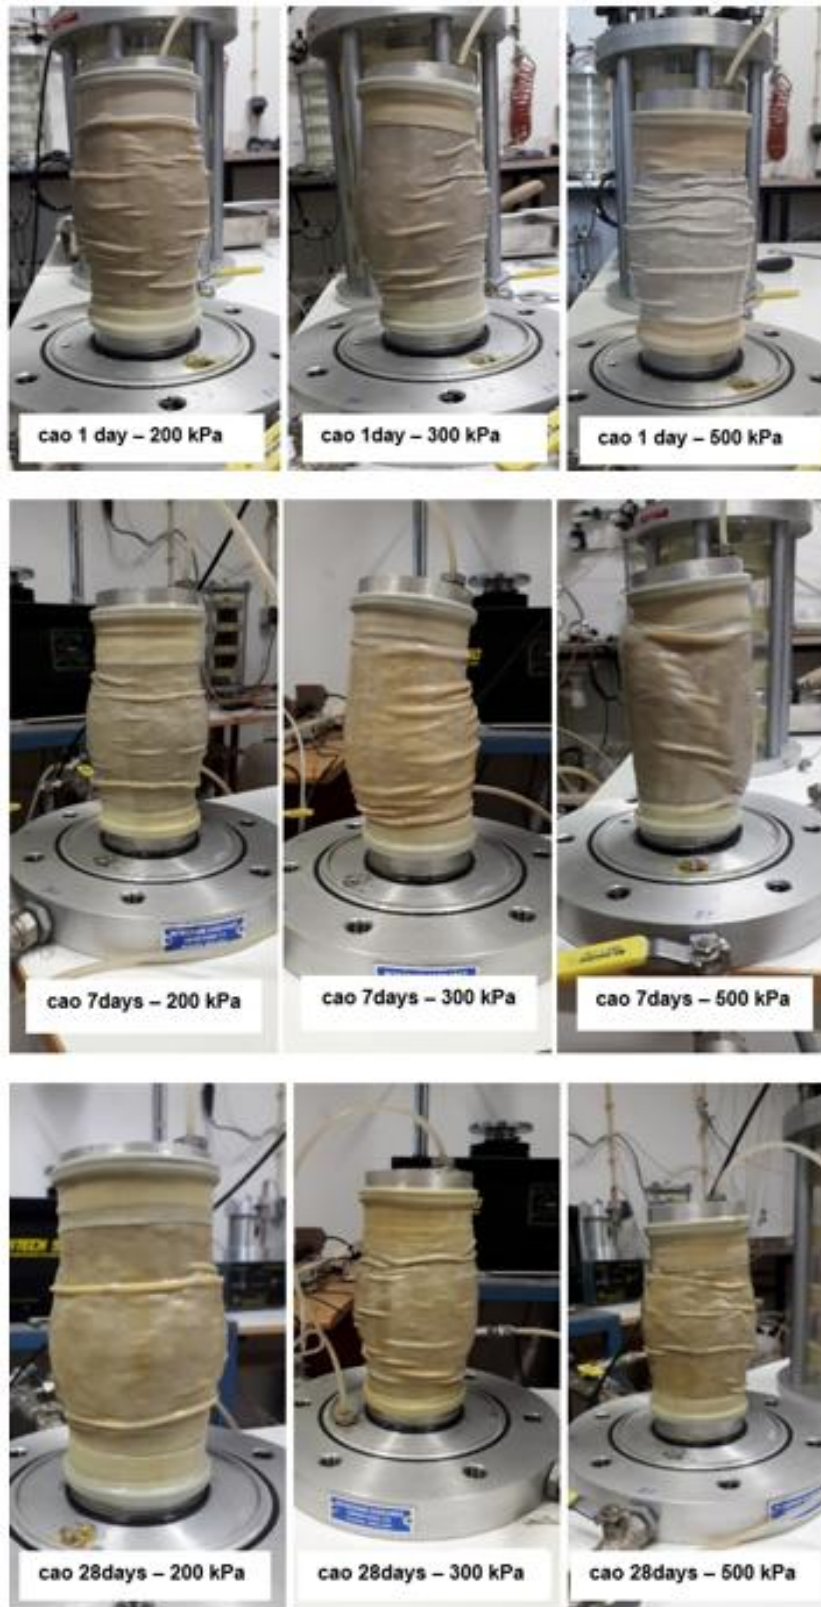 cao 1 day – 200 kPa
cao 1day – 300 kPa
cao 1 day – 500 kPa
cao 7days – 200 kPa
cao 7days – 300 kPa
cao 7days – 500 kPa
cao 28days – 200 kPa
cao 28days – 300 kPa
cao 28days – 500 kPa